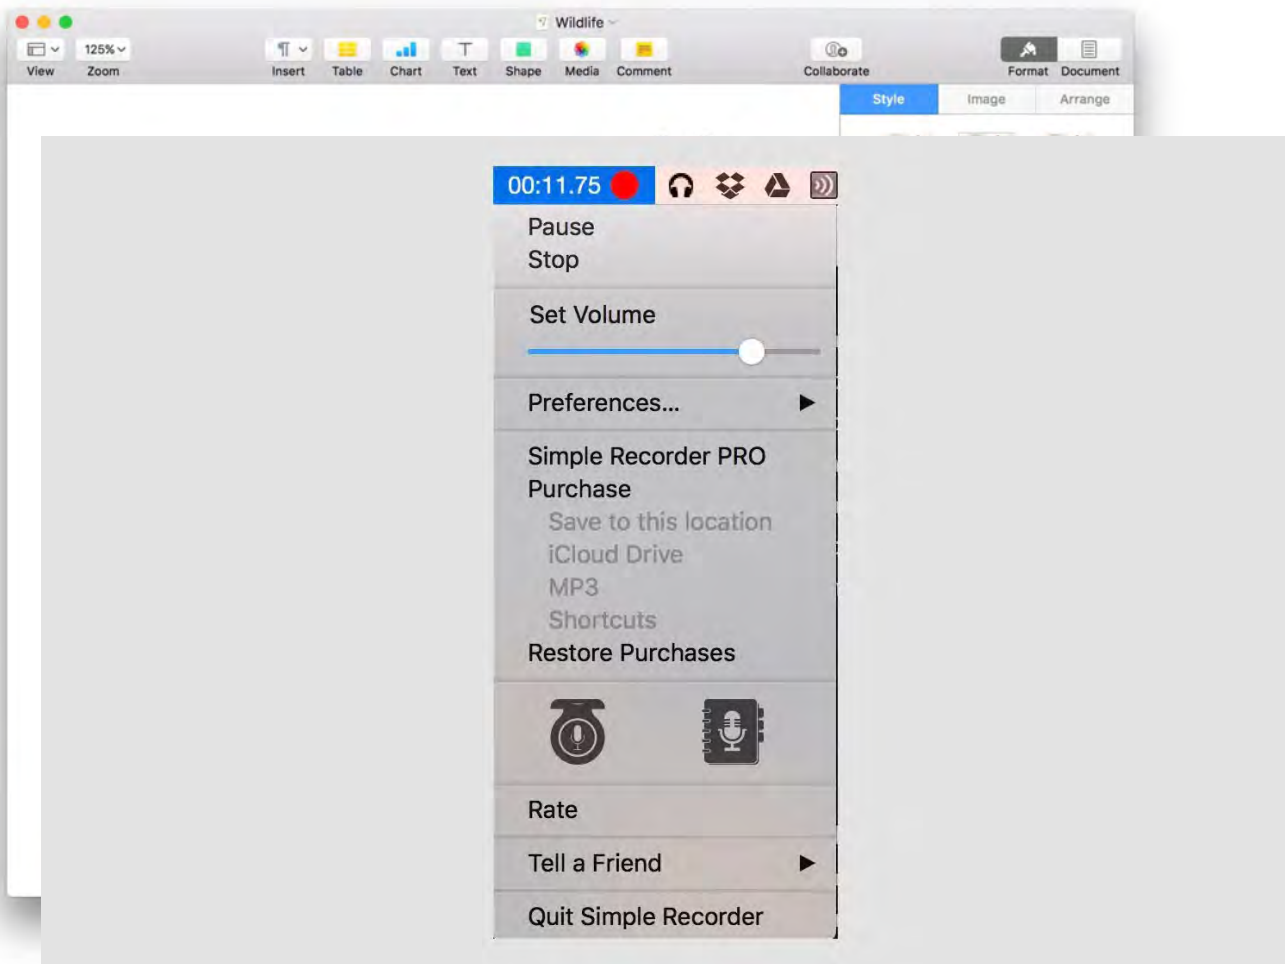 Wildlife
125%
View
Zoom
Insert
Table
Chart
Text
Shape
Media
Comment
Collaborate
Format
Document
Style
Image
Arrange
00:11.75
Pause
Stop
Set Volume
Preferences...
Simple Recorder PRO
Purchase
Save to this location
iCloud Drive
MP3
Shortcuts
Restore Purchases
Rate
Tell a Friend
Quit Simple Recorder